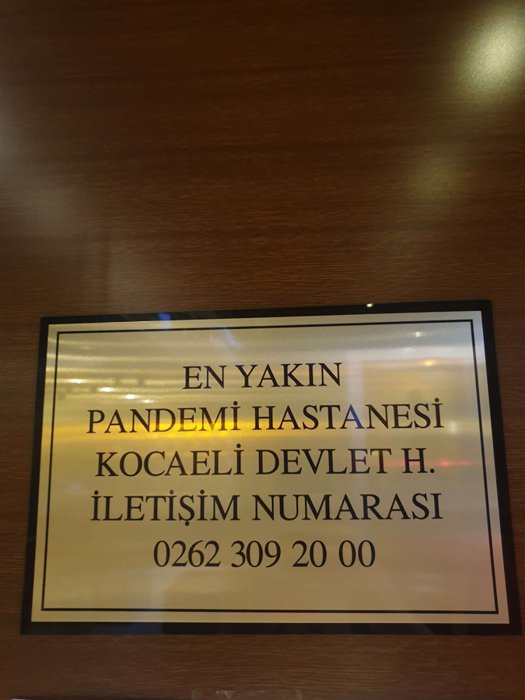 EN YAKIN
PANDEMİ HASTANESİ
KOCAELİ DEVLET H.
İLETİŞİM NUMARASI
0262 309 20 00